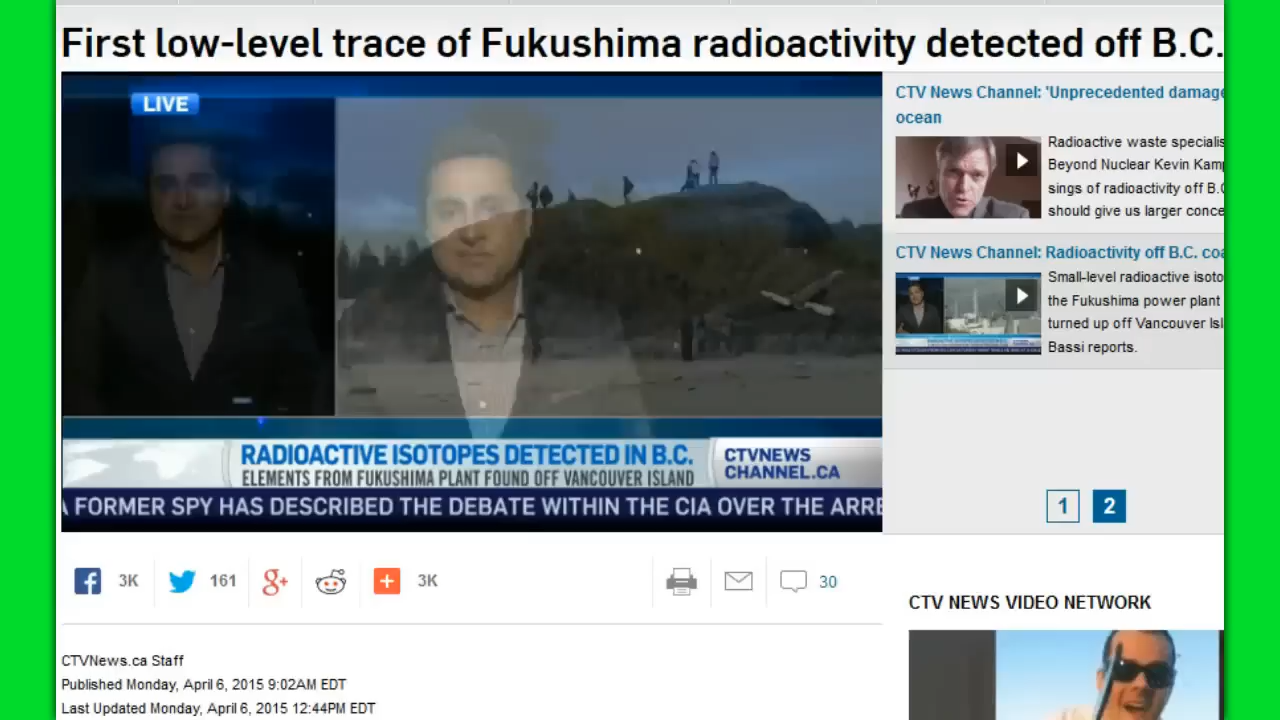 First low-level trace of Fukushima radioactivity detected off B.C.
LIVE
RADIOACTIVE ISOTOPES DETECTED IN B.C.
ELEMENTS FROM FUKUSHIMA PLANT FOUND OFF VANCOUVER ISLAND
CTVNEWS
CHANNEL.CA
A FORMER SPY HAS DESCRIBED THE DEBATE WITHIN THE CIA OVER THE ARRE
3K
161
3K
30
CTVNews.ca Staff
Published Monday, April 6, 2015 9:02AM EDT
Last Updated Monday, April 6, 2015 12:44PM EDT
CTV News Channel: 'Unprecedented damage
ocean
Radioactive waste specialis
Beyond Nuclear Kevin Kamp
sings of radioactivity off B.C
should give us larger conce
CTV News Channel: Radioactivity off B.C. coa
Small-level radioactive isoto
the Fukushima power plant
turned up off Vancouver Isl
Bassi reports.
1
2
CTV NEWS VIDEO NETWORK